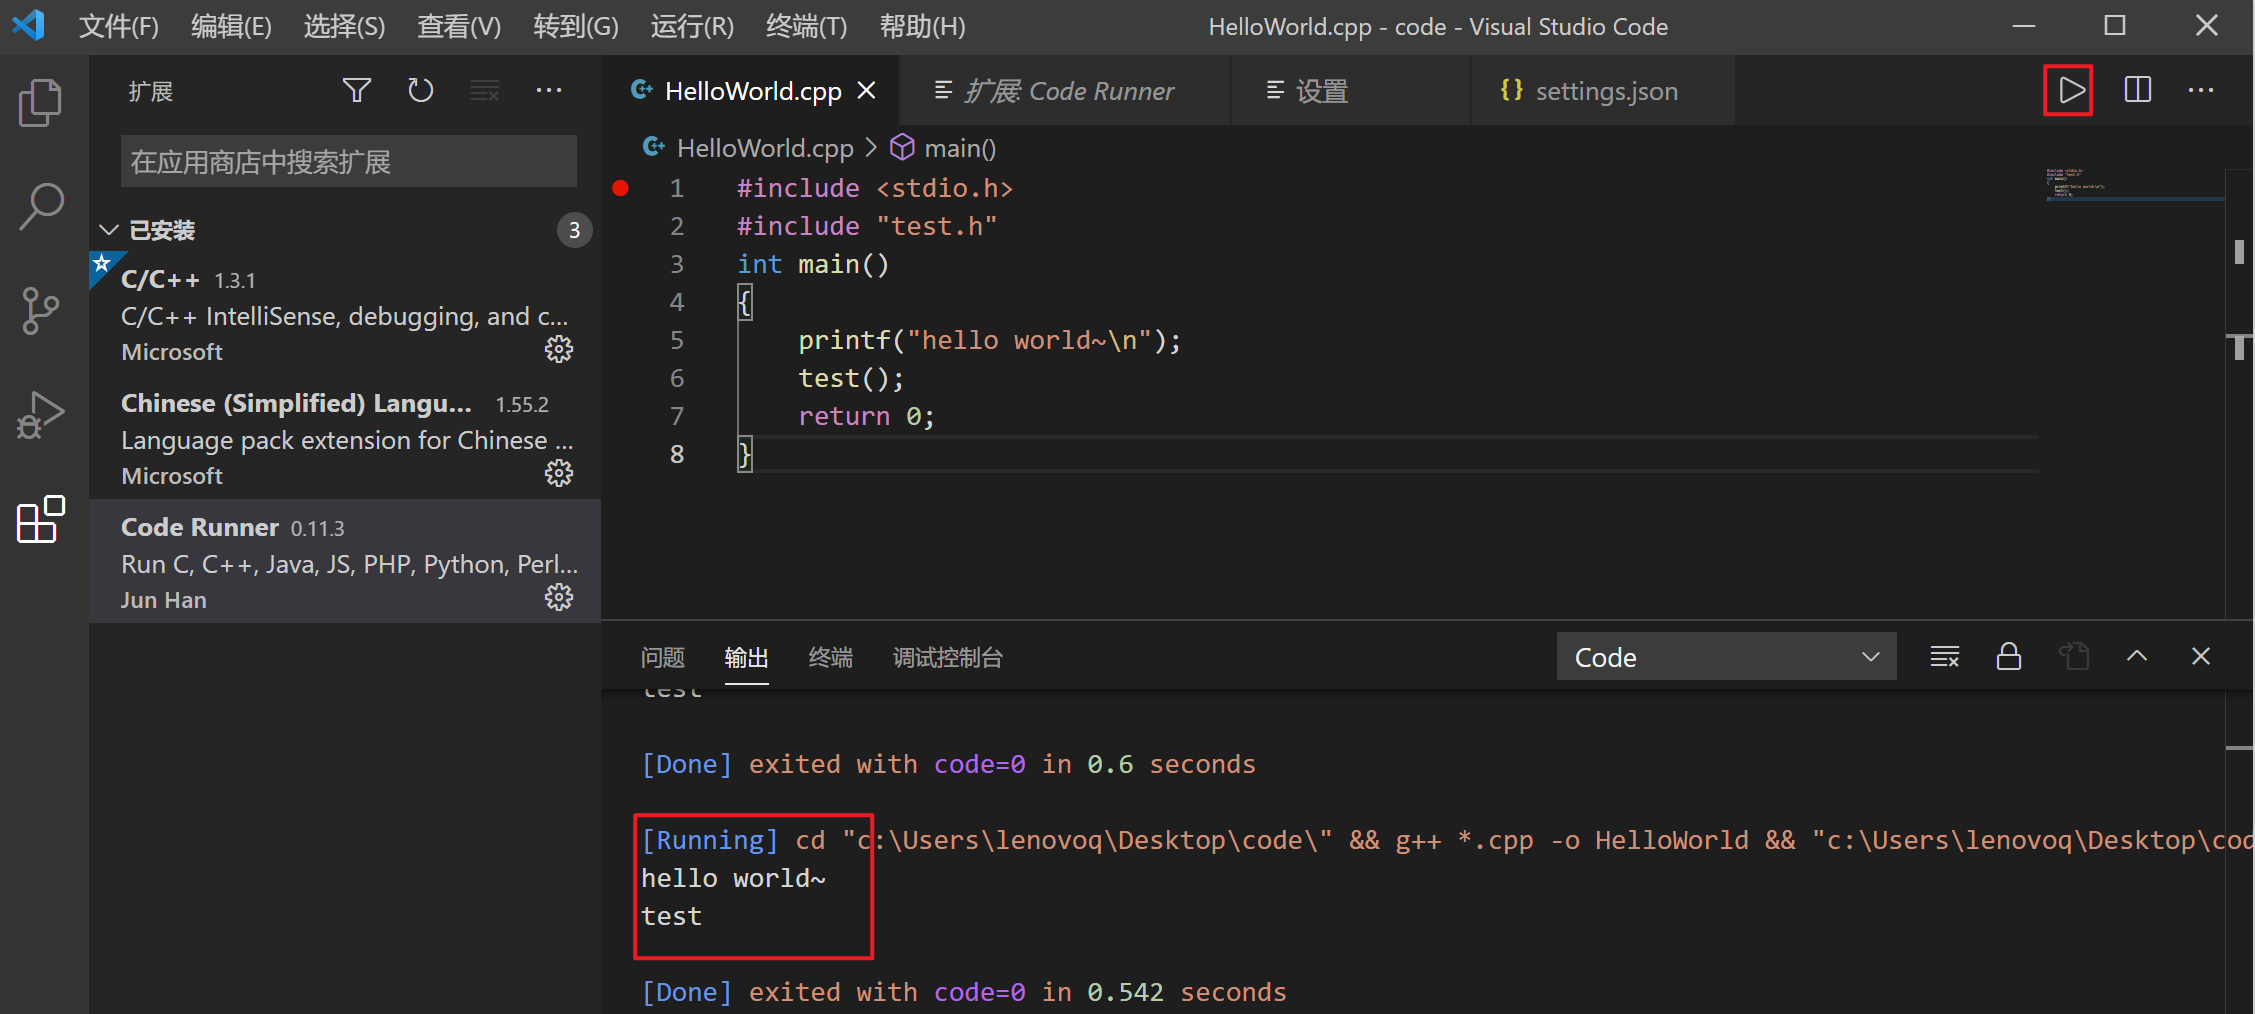 文件(F) 编辑(E) 选择(S) 查看(V) 转到(G) 运行(R) 终端(T) 帮助(H) HelloWorld.cpp - code - Visual Studio Code
扩展
在应用商店中搜索扩展
已安装 3
C/C++ 1.3.1
C/C++ IntelliSense, debugging, and c...
Microsoft
Chinese (Simplified) Langu... 1.55.2
Language pack extension for Chinese ...
Microsoft
Code Runner 0.11.3
Run C, C++, Java, JS, PHP, Python, Perl...
Jun Han
HelloWorld.cpp 扩展: Code Runner 设置 {} settings.json
HelloWorld.cpp > main()
1 #include <stdio.h>
2 #include "test.h"
3 int main()
4 {
5 printf("hello world~\n");
6 test();
7 return 0;
8 }
问题 输出 终端 调试控制台 Code
test
[Done] exited with code=0 in 0.6 seconds
[Running] cd "c:\Users\lenovoq\Desktop\code\" && g++ *.cpp -o HelloWorld && "c:\Users\lenovoq\Desktop\cod
hello world~
test
[Done] exited with code=0 in 0.542 seconds